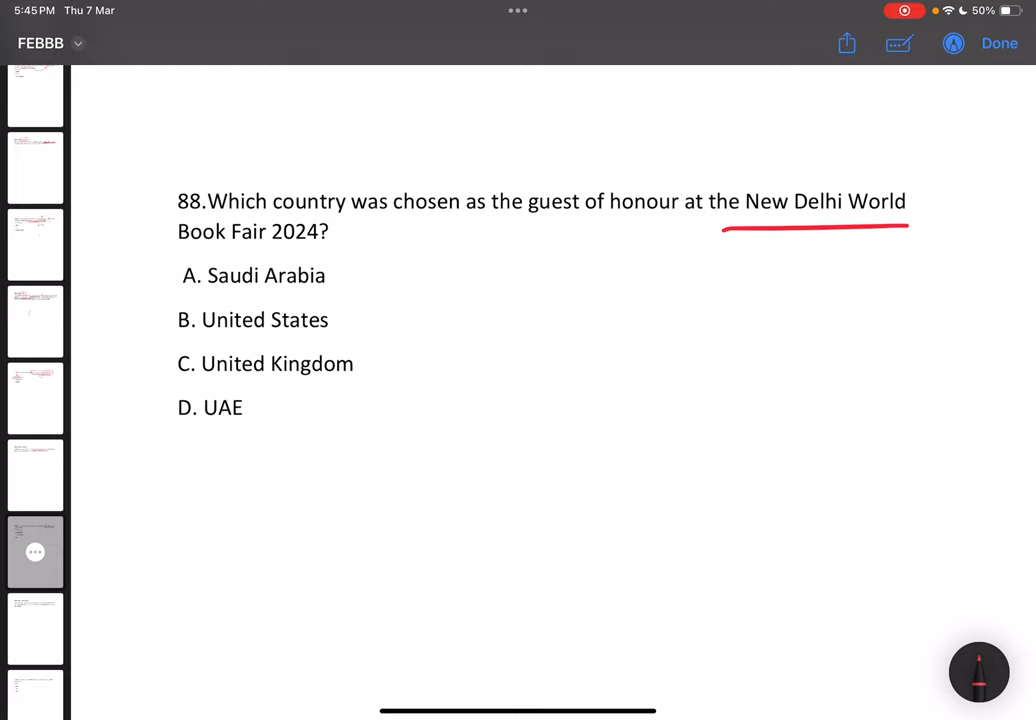 5:45 PM Thu 7 Mar
50%
FEBBB
Done
88.Which country was chosen as the guest of honour at the New Delhi World
Book Fair 2024?
A. Saudi Arabia
B. United States
C. United Kingdom
D. UAE